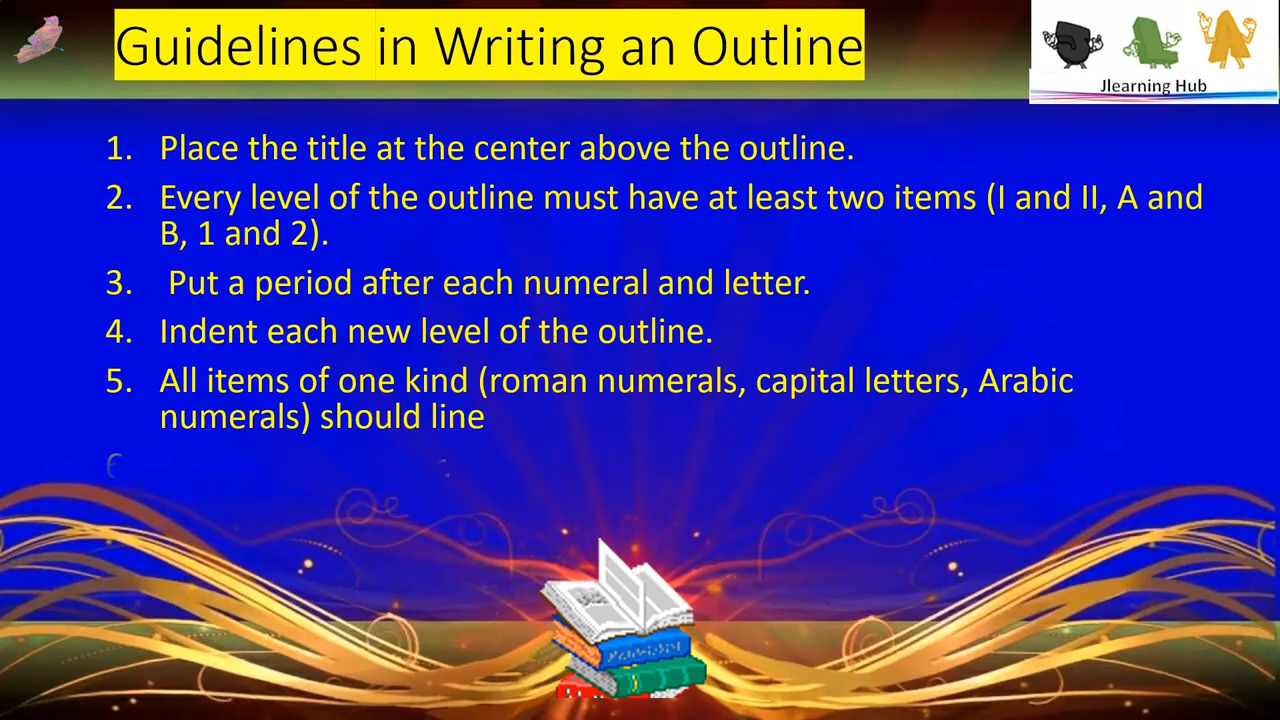 Guidelines in Writing an Outline
Jlearning Hub
1. Place the title at the center above the outline.
2. Every level of the outline must have at least two items (I and II, A and
B, 1 and 2).
3. Put a period after each numeral and letter.
4. Indent each new level of the outline.
5. All items of one kind (roman numerals, capital letters, Arabic
numerals) should line